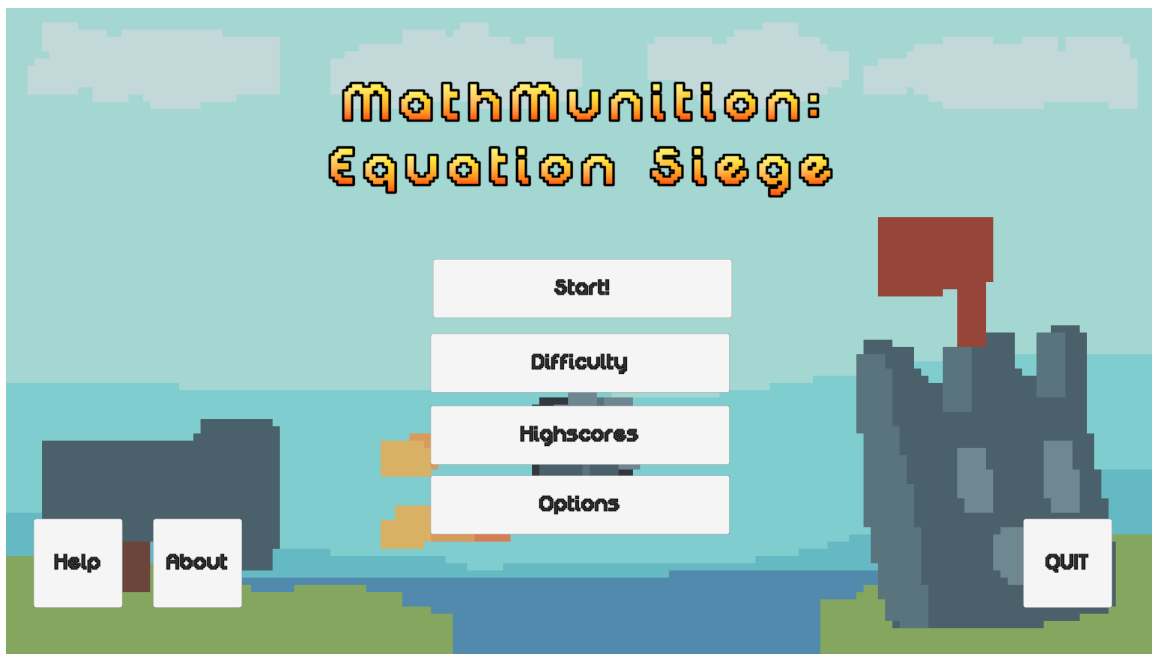 MathMunition:
Equation Siege
Start!
Difficulty
Highscores
Options
Help
About
QUIT